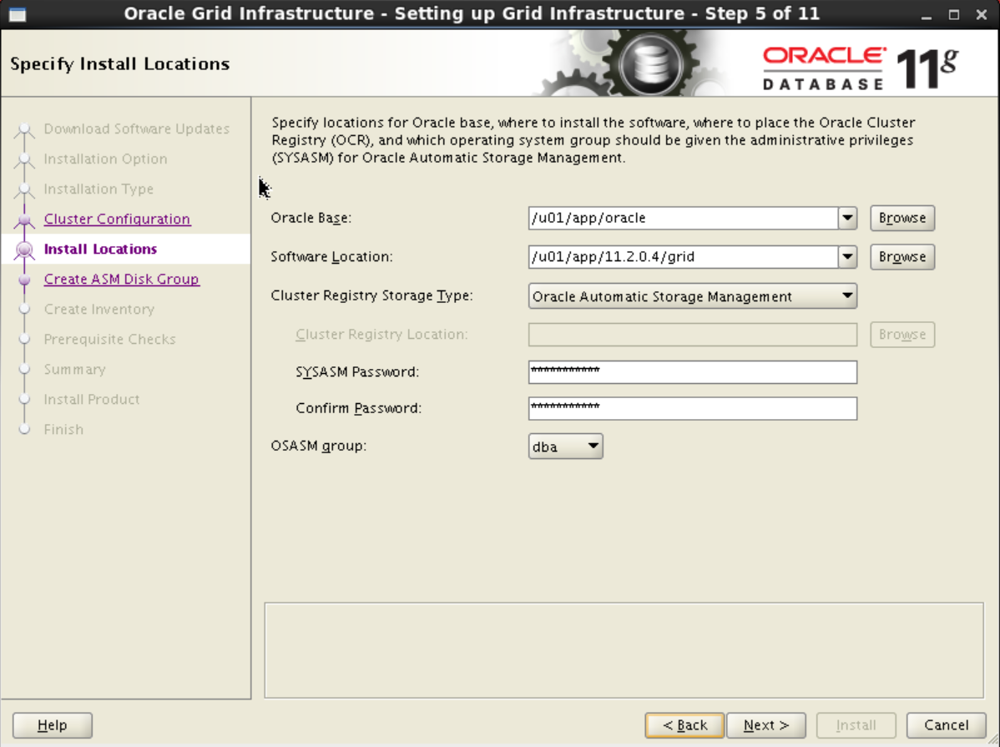 Oracle Grid Infrastructure - Setting up Grid Infrastructure - Step 5 of 11
Specify Install Locations
ORACLE
DATABASE
11g
Download Software Updates
Installation Option
Installation Type
Cluster Configuration
Install Locations
Create ASM Disk Group
Create Inventory
Prerequisite Checks
Summary
Install Product
Finish
Specify locations for Oracle base, where to install the software, where to place the Oracle Cluster
Registry (OCR), and which operating system group should be given the administrative privileges
(SYSASM) for Oracle Automatic Storage Management.
Oracle Base: /u01/app/oracle Browse
Software Location: /u01/app/11.2.0.4/grid Browse
Cluster Registry Storage Type: Oracle Automatic Storage Management
Cluster Registry Location: Browse
SYSASM Password: ***********
Confirm Password: ***********
OSASM group: dba
Help < Back Next > Install Cancel